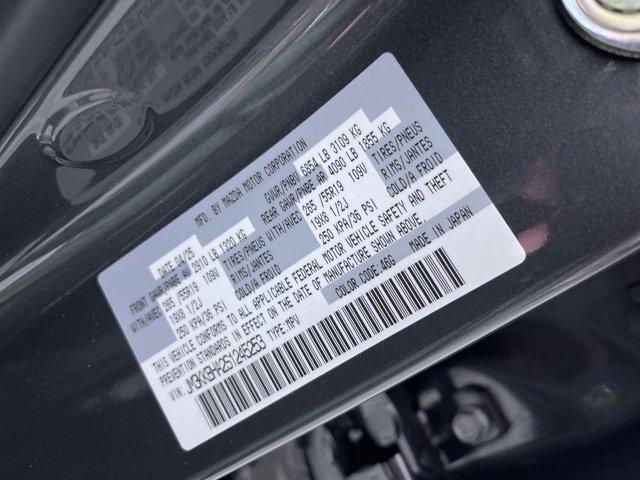 MFD. BY MAZDA MOTOR CORPORATION
DATE 04/25 GVWR/PNBV 6854 LB 3109 KG
FRONT GAWR/PNBE AV 2910 LB 1320 KG REAR GAWR/PNBE AR 4090 LB 1855 KG
WITH/AVEC 265 /55R19 109V TIRES/PNEUS WITH/AVEC 265 /55R19 109V TIRES/PNEUS
19X8 1/2J RIMS/JANTES 19X8 1/2J RIMS/JANTES
250 KPA/36 PSI COLD/A FROID 250 KPA/36 PSI COLD/A FROID
THIS VEHICLE CONFORMS TO ALL APPLICABLE FEDERAL MOTOR VEHICLE SAFETY AND THEFT
PREVENTION STANDARDS IN EFFECT ON THE DATE OF MANUFACTURE SHOWN ABOVE.
VIN. TYPE:MPV COLOR CODE:46G MADE IN JAPAN